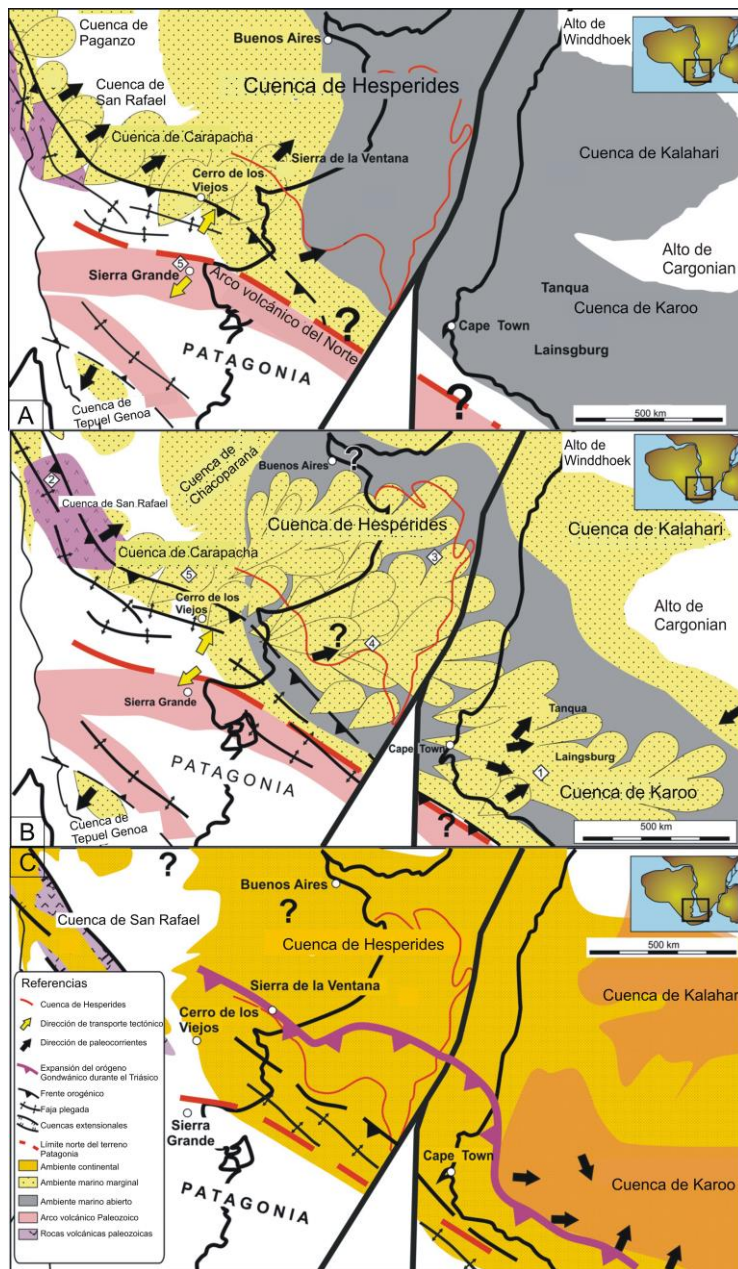 Cuenca de
Paganzo
Buenos Aires
Alto de
Winddhoek
Cuenca de Hesperides
Cuenca de
San Rafael
Cuenca de Carapacha
Sierra de la Ventana
Cuenca de Kalahari
Cerro de los
Viejos
5
Sierra Grande
Arco volcánico del Norte
?
Alto de
Cargonian
Tanqua
Cuenca de Karoo
Cape Town
Laingsburg
PATAGONIA
?
Cuenca de
Tepuel Genoa
500 km
A
Cuenca de
Chacoparaná
Buenos Aires
?
Alto de
Winddhoek
2
Cuenca de San Rafael
Cuenca de Hespérides
Cuenca de Kalahari
Cuenca de Carapacha
5
3
Cerro de los
Viejos
?
4
Alto de
Cargonian
Sierra Grande
Tanqua
Cape Town
Laingsburg
1
Cuenca de Karoo
PATAGONIA
?
Cuenca de
Tepuel Genoa
500 km
B
C
?
Buenos Aires
?
Cuenca de San Rafael
Cuenca de Hesperides
500 km
Sierra de la Ventana
Cuenca de Kalahar
Cerro de los
Viejos
Sierra
Grande
Cape Town
Cuenca de Karoo
PATAGONIA
Referencias
Cuenca de Hesperides
Dirección de transporte tectónico
Dirección de paleocorrientes
Expansión del orógeno
Gondwánico durante el Triásico
Frente orogénico
Faja plegada
Cuencas extensionales
Límite norte del terreno
Patagonia
Ambiente continental
Ambiente marino marginal
Ambiente marino abierto
Arco volcánico Paleozoico
Rocas volcánicas paleozoicas